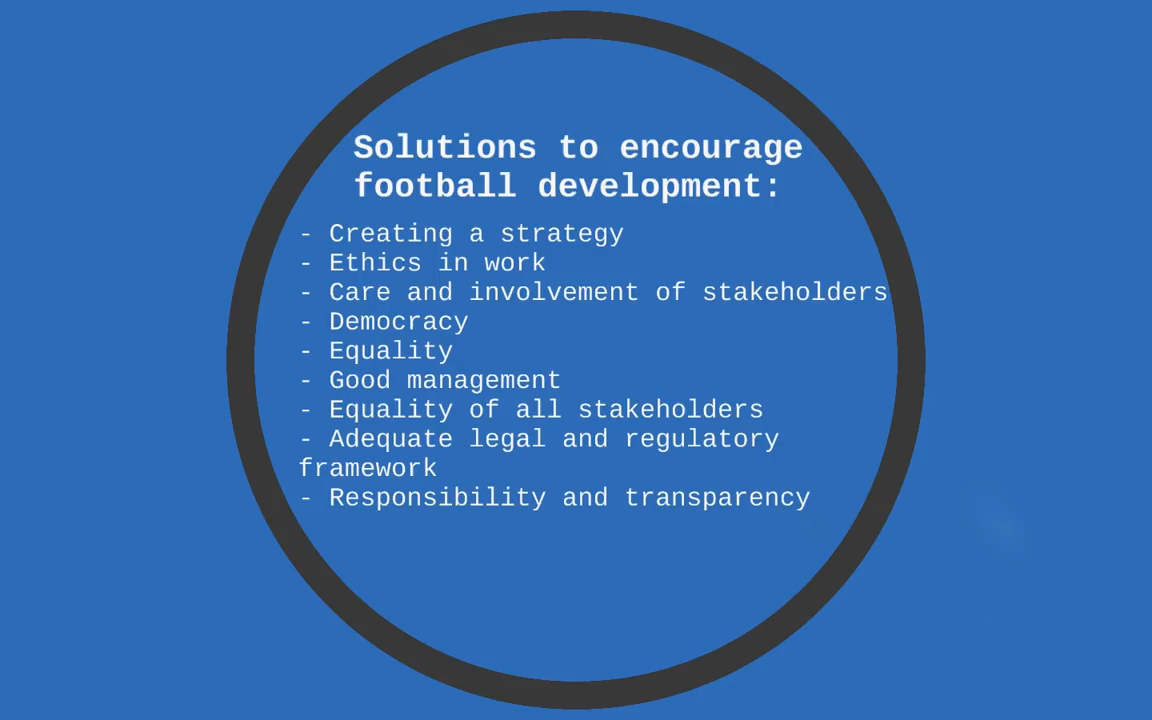 Solutions to encourage
football development:
- Creating a strategy
- Ethics in work
- Care and involvement of stakeholders
- Democracy
- Equality
- Good management
- Equality of all stakeholders
- Adequate legal and regulatory
framework
- Responsibility and transparency